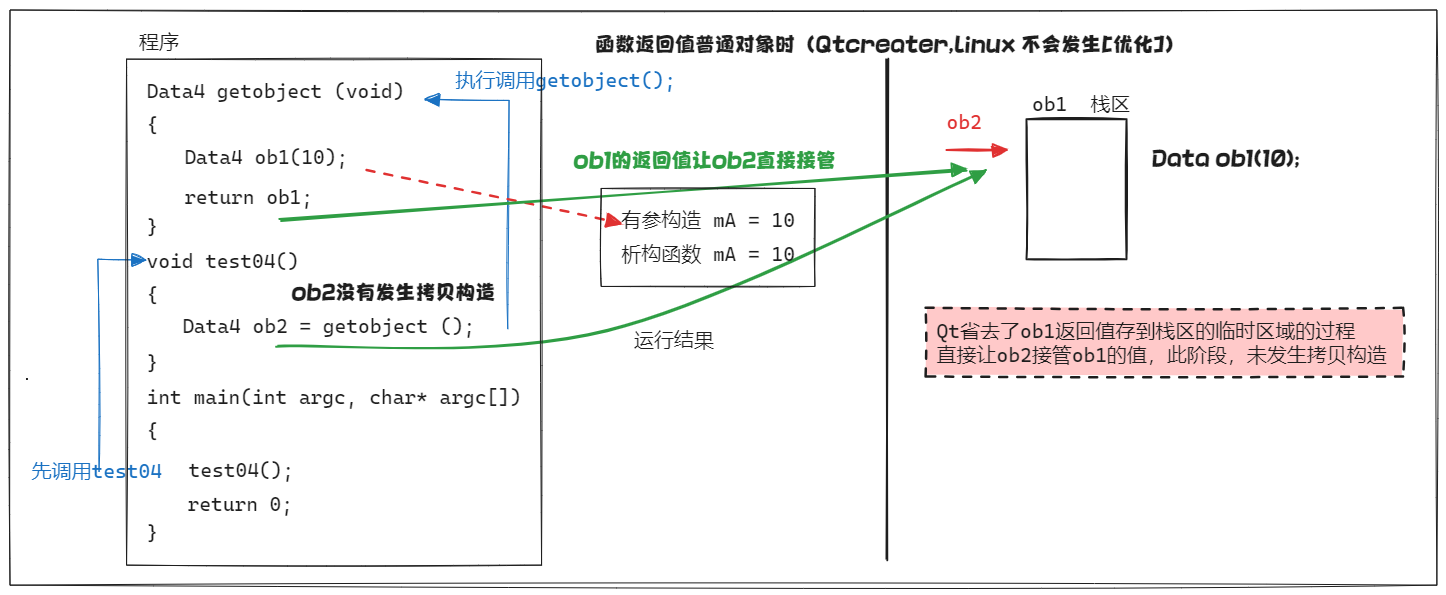 程序
函数返回值普通对象时（Qtcreater,linux 不会发生[优化]）
执行调用getobject();
Data4 getobject (void)
{
Data4 ob1(10);
return ob1;
}
void test04()
{
ob2没有发生拷贝构造
Data4 ob2 = getobject ();
}
int main(int argc, char* argc[])
{
先调用test04
test04();
return 0;
}
ob1的返回值让ob2直接接管
有参构造 mA = 10
析构函数 mA = 10
运行结果
ob1 栈区
ob2
Data ob1(10);
Qt省去了ob1返回值存到栈区的临时区域的过程
直接让ob2接管ob1的值，此阶段，未发生拷贝构造